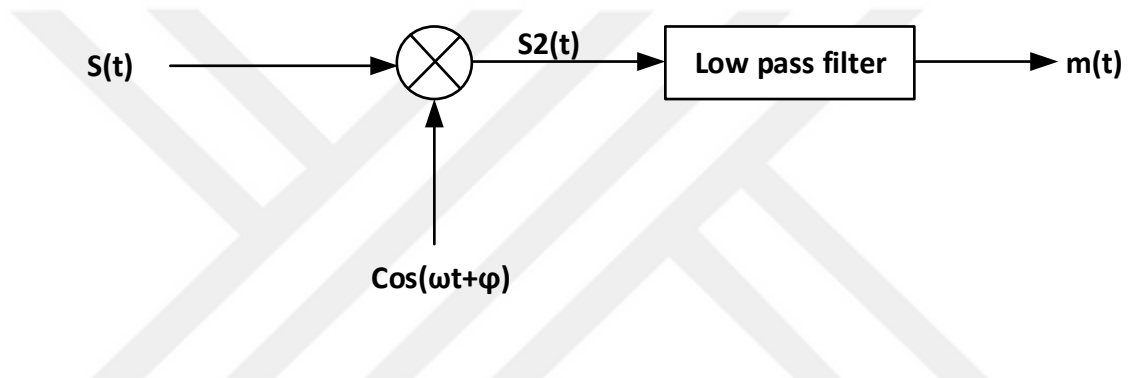 S(t)
S2(t)
Low pass filter
m(t)
Cos(ωt+φ)